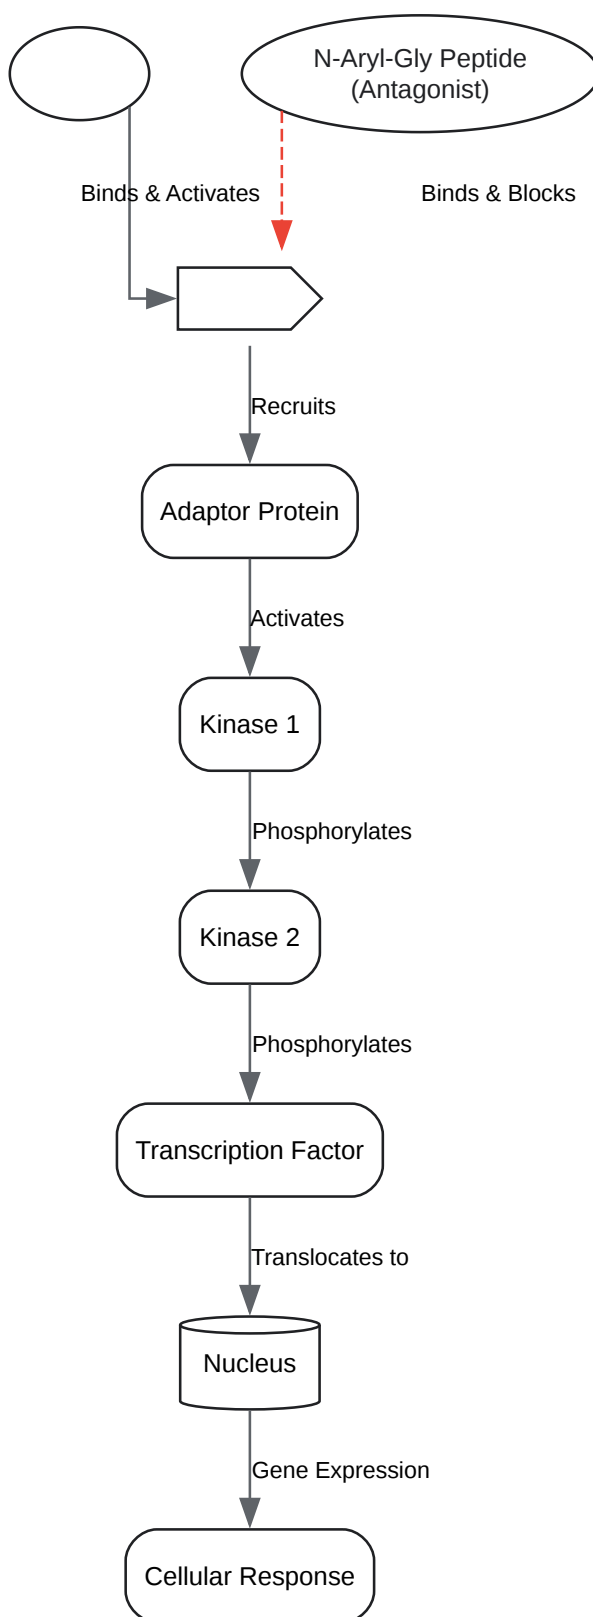 N-Aryl-Gly Peptide
(Antagonist)
Binds & Activates
Binds & Blocks
Recruits
Adaptor Protein
Activates
Kinase 1
Phosphorylates
Kinase 2
Phosphorylates
Transcription Factor
Translocates to
Nucleus
Gene Expression
Cellular Response